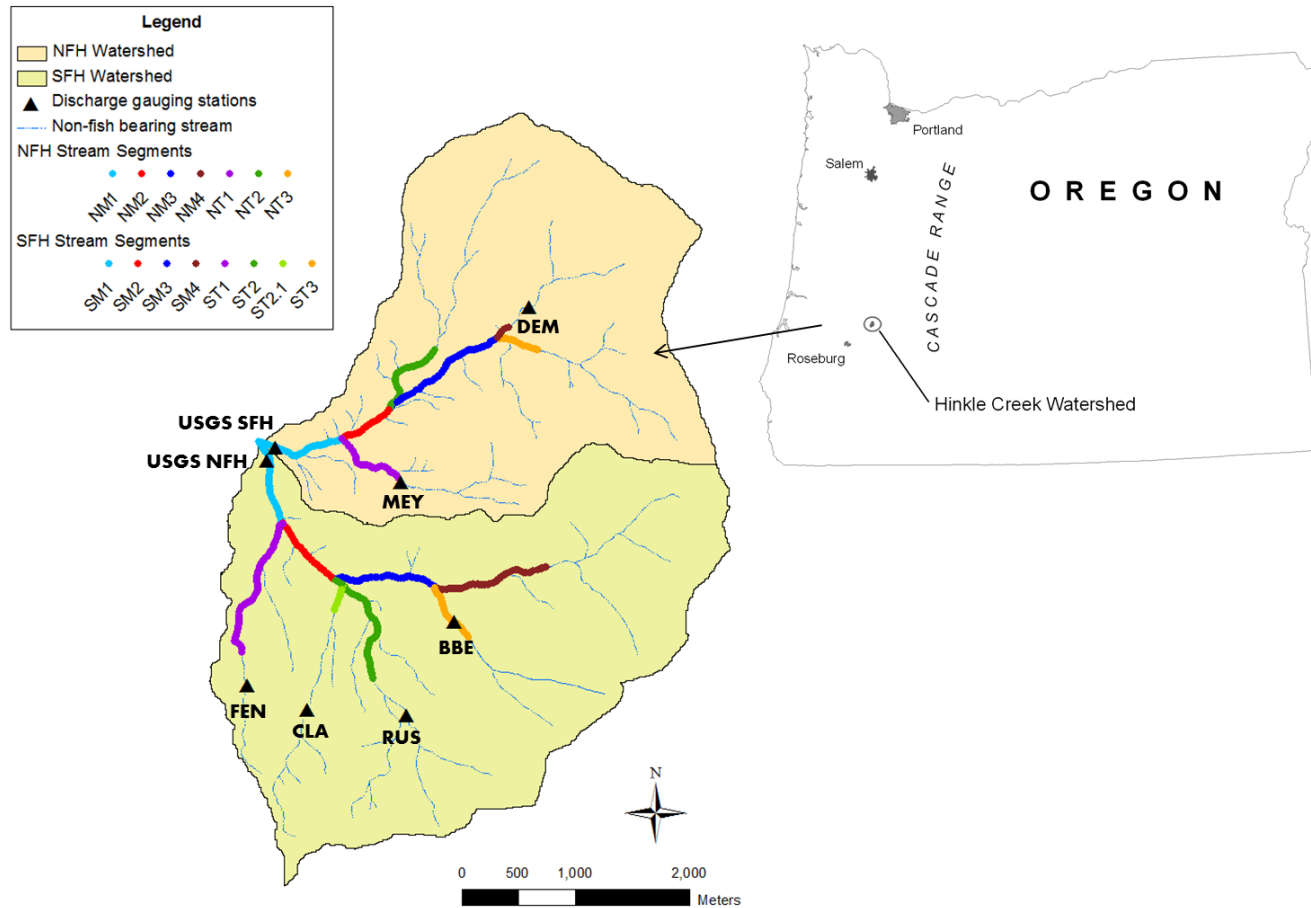 Legend
NFH Watershed
SFH Watershed
Discharge gauging stations
Non-fish bearing stream
NFH Stream Segments
NM1 NM2 NM3 NM4 NT1 NT2 NT3
SFH Stream Segments
SM1 SM2 SM3 SM4 ST1 ST2 ST2.1 ST3
Portland
Salem
OREGON
CASCADE RANGE
Roseburg
Hinkle Creek Watershed
DEM
USGS SFH
USGS NFH
MEY
BBE
FEN
CLA
RUS
N
0 500 1,000 2,000
Meters